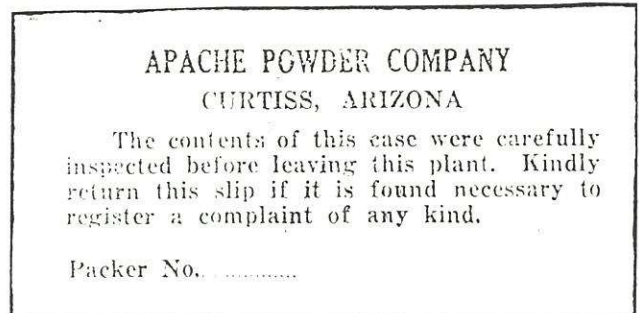 APACHE POWDER COMPANY
CURTISS, ARIZONA
The contents of this case were carefully
inspected before leaving this plant. Kindly
return this slip if it is found necessary to
register a complaint of any kind.
Packer No. ..............